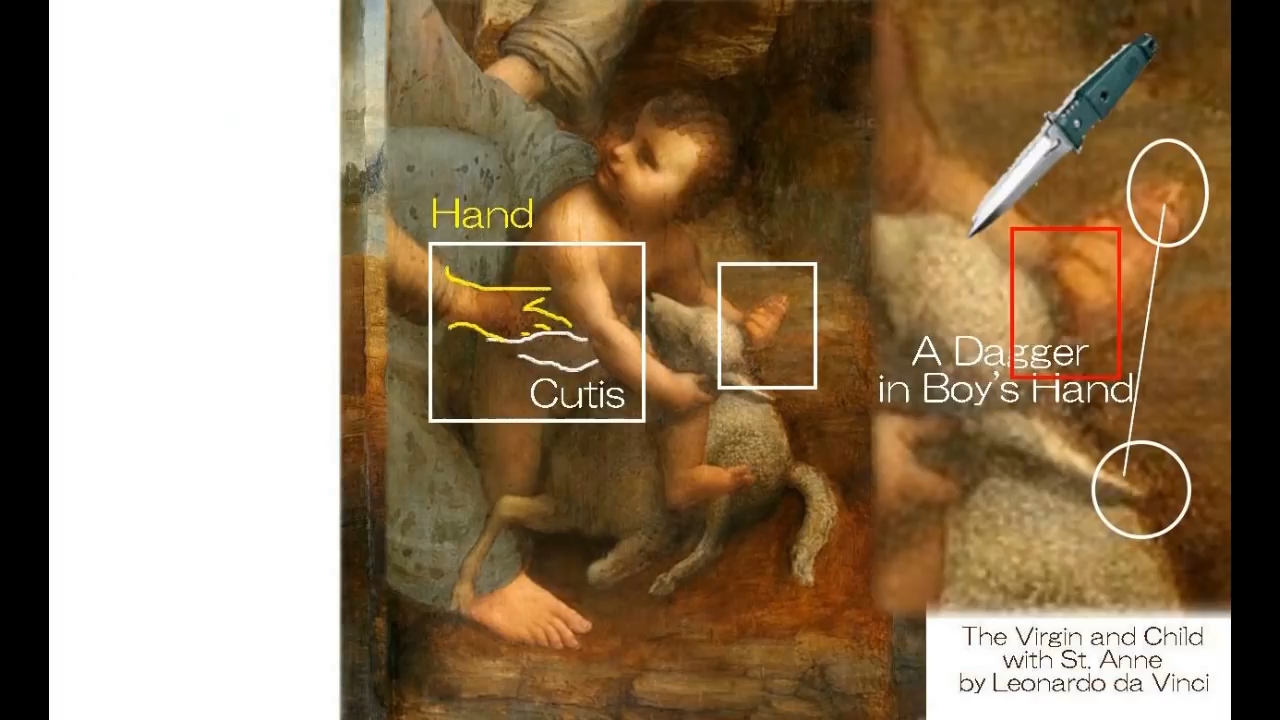 Hand
Cutis
A Dagger
in Boy's Hand
The Virgin and Child
with St. Anne
by Leonardo da Vinci